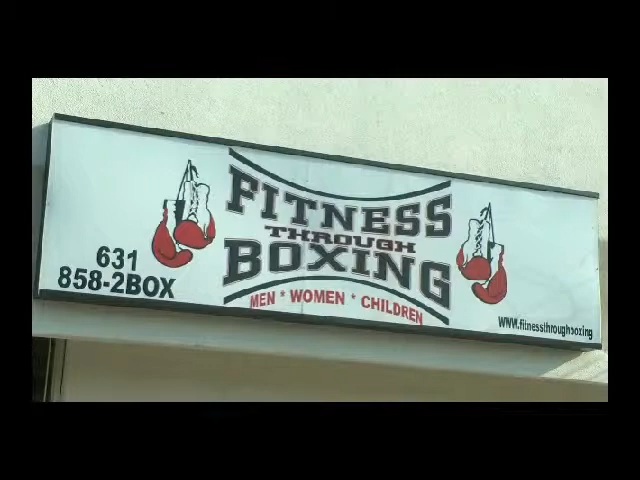 FITNESS
THROUGH
BOXING
MEN * WOMEN * CHILDREN
631
858-2BOX
www.fitnessthroughboxing